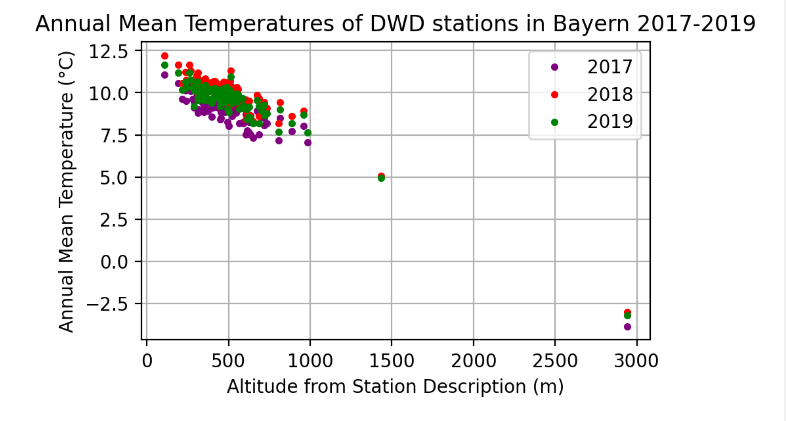 Annual Mean Temperatures of DWD stations in Bayern 2017-2019
12.5
10.0
7.5
5.0
2.5
0.0
−2.5
Annual Mean Temperature (°C)
2017
2018
2019
0 500 1000 1500 2000 2500 3000
Altitude from Station Description (m)